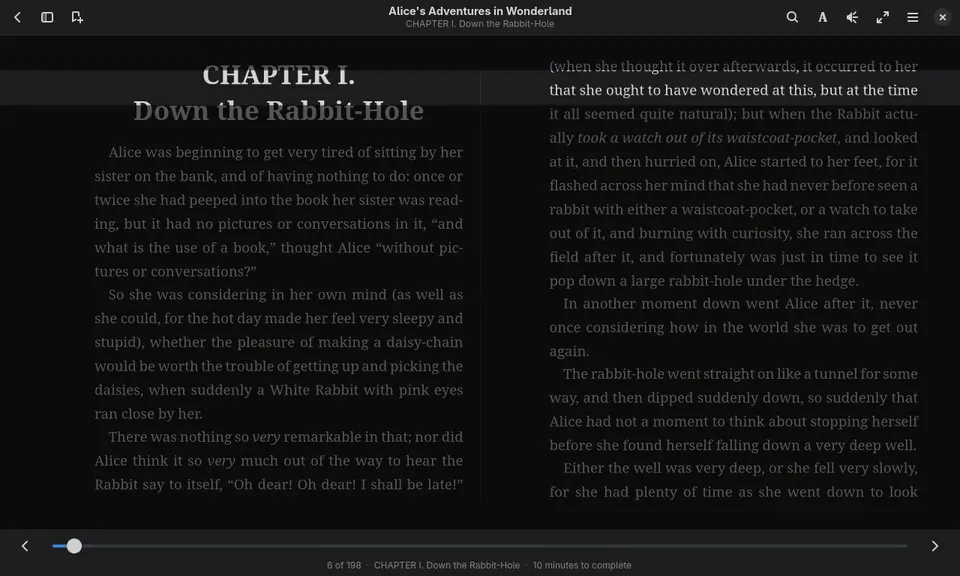 Alice's Adventures in Wonderland
CHAPTER I. Down the Rabbit-Hole
A
CHAPTER I.
Down the Rabbit-Hole
Alice was beginning to get very tired of sitting by her
sister on the bank, and of having nothing to do: once or
twice she had peeped into the book her sister was read-
ing, but it had no pictures or conversations in it, “and
what is the use of a book,” thought Alice “without pic-
tures or conversations?”
So she was considering in her own mind (as well as
she could, for the hot day made her feel very sleepy and
stupid), whether the pleasure of making a daisy-chain
would be worth the trouble of getting up and picking the
daisies, when suddenly a White Rabbit with pink eyes
ran close by her.
There was nothing so very remarkable in that; nor did
Alice think it so very much out of the way to hear the
Rabbit say to itself, “Oh dear! Oh dear! I shall be late!”
(when she thought it over afterwards, it occurred to her
that she ought to have wondered at this, but at the time
it all seemed quite natural); but when the Rabbit actu-
ally took a watch out of its waistcoat-pocket, and looked
at it, and then hurried on, Alice started to her feet, for it
flashed across her mind that she had never before seen a
rabbit with either a waistcoat-pocket, or a watch to take
out of it, and burning with curiosity, she ran across the
field after it, and fortunately was just in time to see it
pop down a large rabbit-hole under the hedge.
In another moment down went Alice after it, never
once considering how in the world she was to get out
again.
The rabbit-hole went straight on like a tunnel for some
way, and then dipped suddenly down, so suddenly that
Alice had not a moment to think about stopping herself
before she found herself falling down a very deep well.
Either the well was very deep, or she fell very slowly,
for she had plenty of time as she went down to look
6 of 198 · CHAPTER I. Down the Rabbit-Hole · 10 minutes to complete